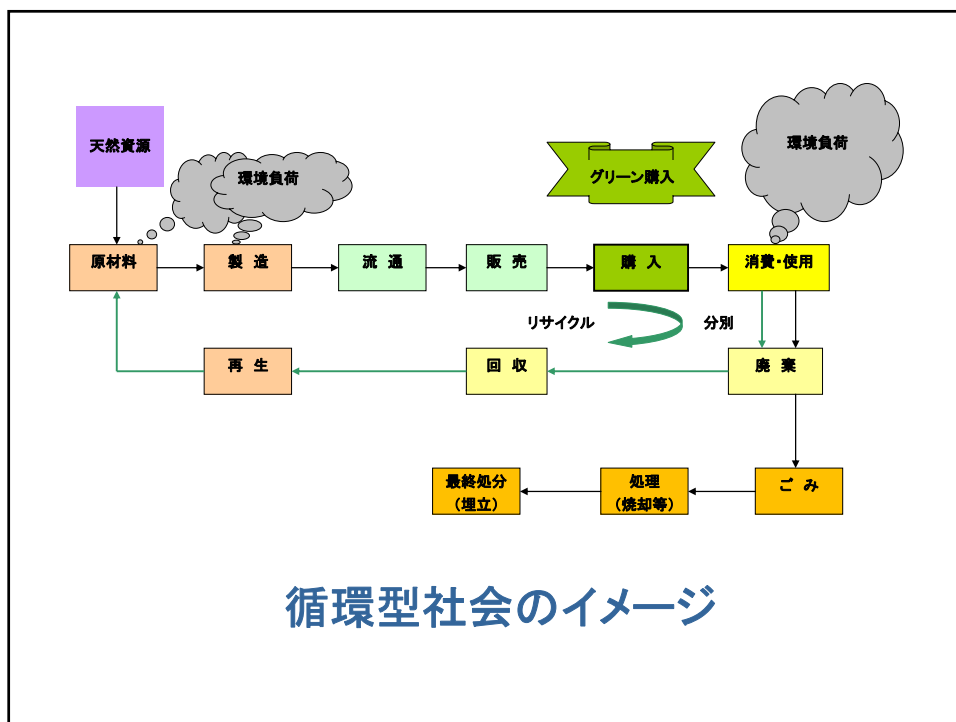 天然資源
環境負荷
環境負荷
グリーン購入
原材料
製 造
流 通
販 売
購 入
消費・使用
リサイクル
分別
再 生
回 収
廃 棄
最終処分
（埋立）
処理
（焼却等）
ご み
循環型社会のイメージ